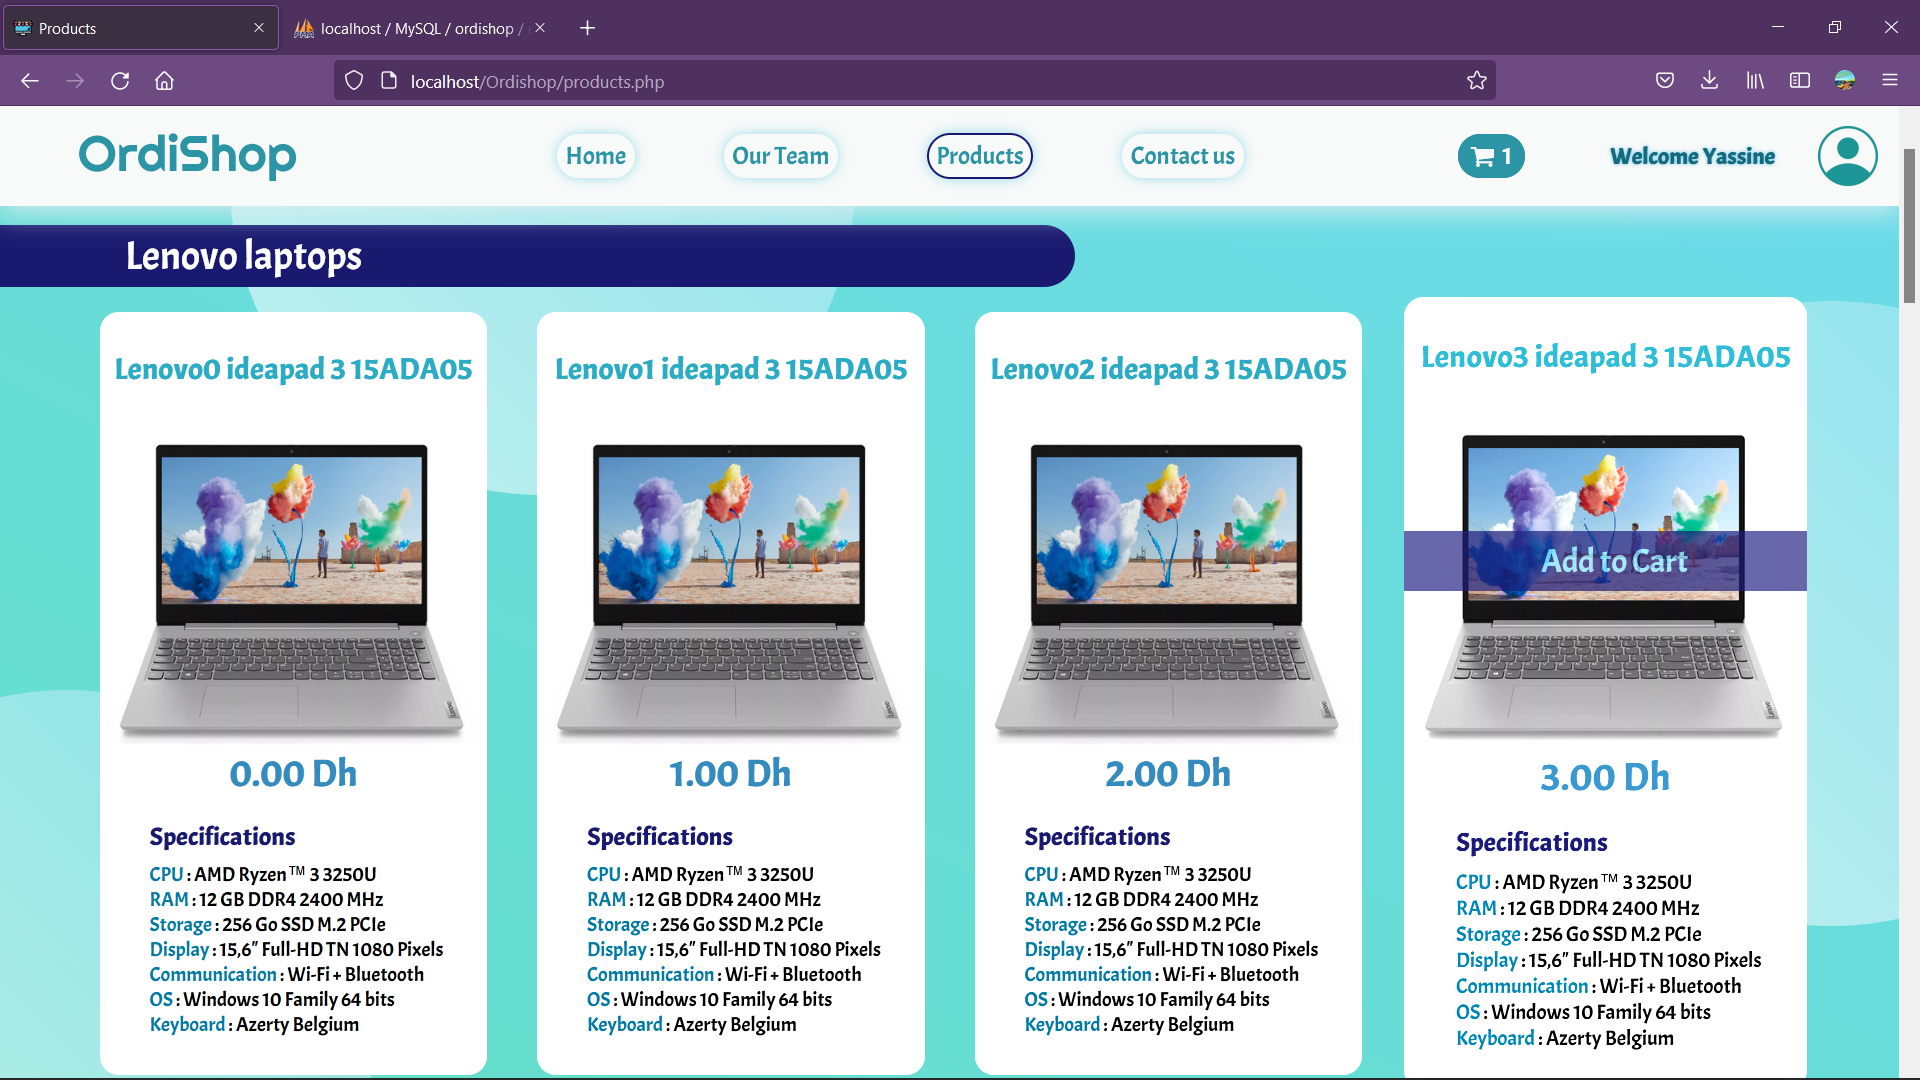 Products
localhost / MySQL / ordishop /
localhost/Ordishop/products.php
OrdiShop
Home
Our Team
Products
Contact us
1
Welcome Yassine
Lenovo laptops
Lenovo0 ideapad 3 15ADA05
0.00 Dh
Specifications
CPU : AMD Ryzen™ 3 3250U
RAM : 12 GB DDR4 2400 MHz
Storage : 256 Go SSD M.2 PCIe
Display : 15,6″ Full-HD TN 1080 Pixels
Communication : Wi-Fi + Bluetooth
OS : Windows 10 Family 64 bits
Keyboard : Azerty Belgium
Lenovo1 ideapad 3 15ADA05
1.00 Dh
Specifications
CPU : AMD Ryzen™ 3 3250U
RAM : 12 GB DDR4 2400 MHz
Storage : 256 Go SSD M.2 PCIe
Display : 15,6″ Full-HD TN 1080 Pixels
Communication : Wi-Fi + Bluetooth
OS : Windows 10 Family 64 bits
Keyboard : Azerty Belgium
Lenovo2 ideapad 3 15ADA05
2.00 Dh
Specifications
CPU : AMD Ryzen™ 3 3250U
RAM : 12 GB DDR4 2400 MHz
Storage : 256 Go SSD M.2 PCIe
Display : 15,6″ Full-HD TN 1080 Pixels
Communication : Wi-Fi + Bluetooth
OS : Windows 10 Family 64 bits
Keyboard : Azerty Belgium
Lenovo3 ideapad 3 15ADA05
Add to Cart
3.00 Dh
Specifications
CPU : AMD Ryzen™ 3 3250U
RAM : 12 GB DDR4 2400 MHz
Storage : 256 Go SSD M.2 PCIe
Display : 15,6″ Full-HD TN 1080 Pixels
Communication : Wi-Fi + Bluetooth
OS : Windows 10 Family 64 bits
Keyboard : Azerty Belgium